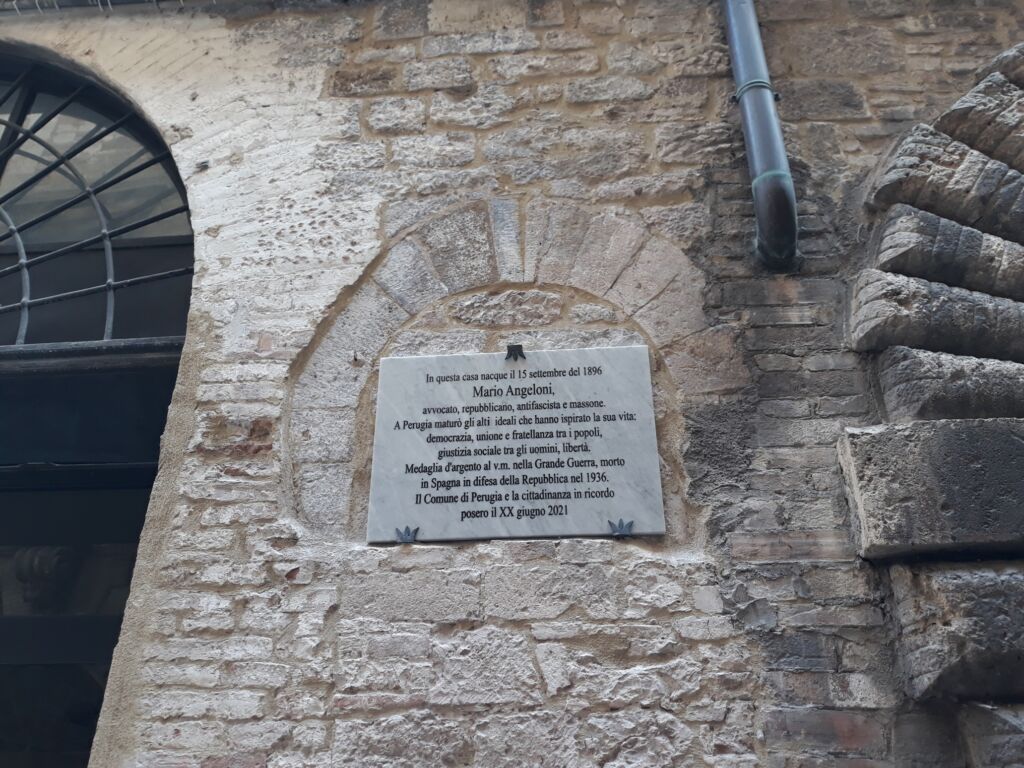 In questa casa nacque il 15 settembre del 1896
Mario Angeloni,
avvocato, repubblicano, antifascista e massone.
A Perugia maturò gli alti ideali che hanno ispirato la sua vita:
democrazia, unione e fratellanza tra i popoli,
giustizia sociale tra gli uomini, libertà.
Medaglia d'argento al v.m. nella Grande Guerra, morto
in Spagna in difesa della Repubblica nel 1936.
Il Comune di Perugia e la cittadinanza in ricordo
posero il XX giugno 2021